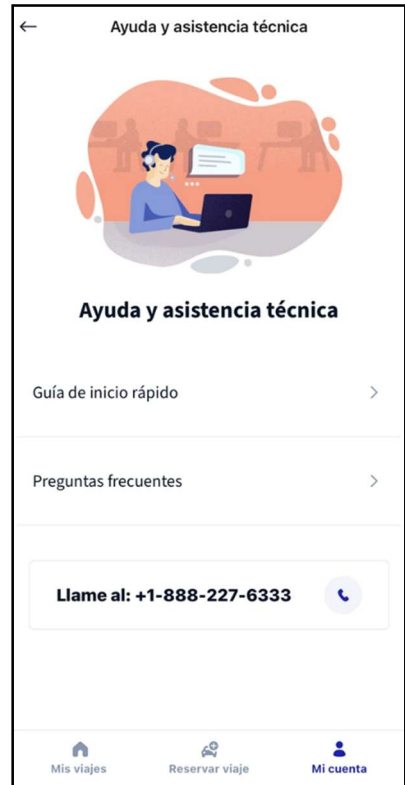 Ayuda y asistencia técnica
Ayuda y asistencia técnica
Guía de inicio rápido
Preguntas frecuentes
Llame al: +1-888-227-6333
Mis viajes
Reservar viaje
Mi cuenta